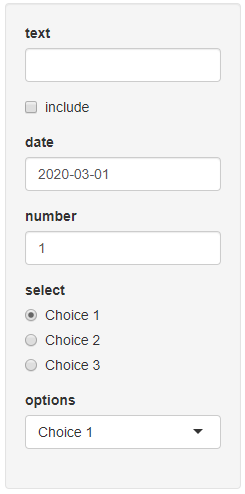 text
include
date
2020-03-01
number
1
select
Choice 1
Choice 2
Choice 3
options
Choice 1